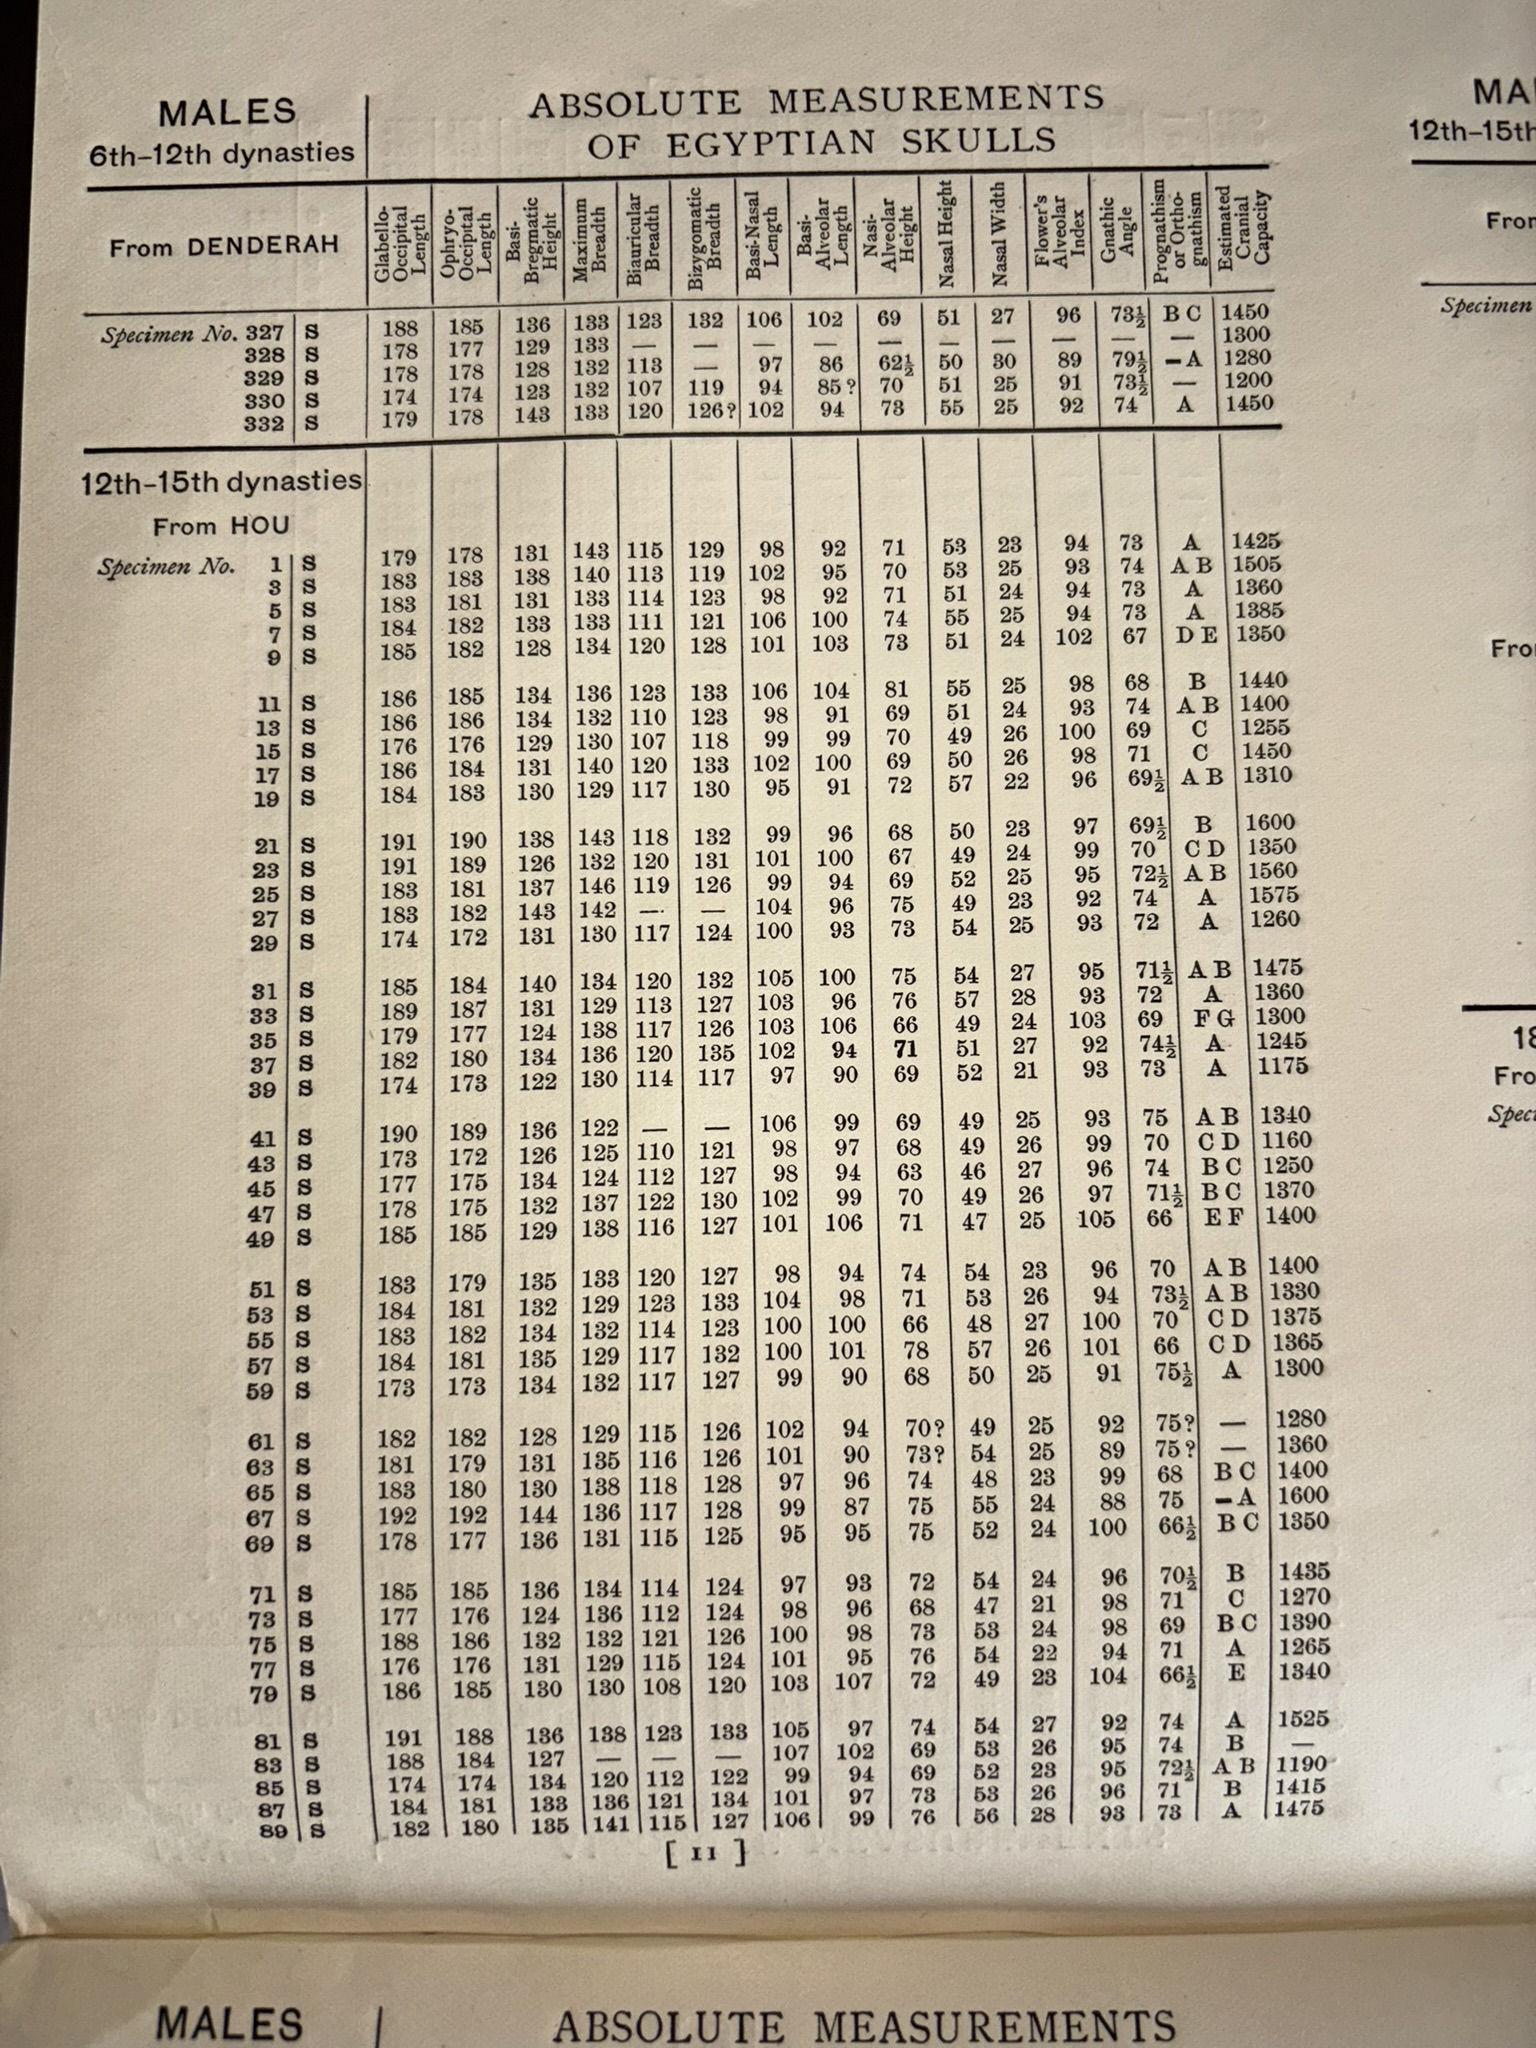 MALES
6th–12th dynasties
ABSOLUTE MEASUREMENTS
OF EGYPTIAN SKULLS
From DENDERAH
Glabello-Occipital Length
Ophryo-Occipital Length
Basi-Bregmatic Height
Maximum Breadth
Biauricular Breadth
Bizygomatic Breadth
Basi-Nasal Length
Basi-Alveolar Length
Nasi-Alveolar Height
Nasal Height
Nasal Width
Flower's Alveolar Index
Gnathic Angle
Prognathism or Ortho-gnathism
Estimated Cranial Capacity
Specimen No. 327 S 188 185 136 133 123 132 106 102 69 51 27 96 73½ B C 1450
328 S 178 177 129 133 — — — — — — — — — — 1300
329 S 178 178 128 132 113 — 97 86 62½ 50 30 89 79½ –A 1280
330 S 174 174 123 132 107 119 94 85? 70 51 25 91 73½ — 1200
332 S 179 178 143 133 120 126? 102 94 73 55 25 92 74 A 1450
12th–15th dynasties
From HOU
Specimen No. 1 S 179 178 131 143 115 129 98 92 71 53 23 94 73 A 1425
3 S 183 183 138 140 113 119 102 95 70 53 25 93 74 A B 1505
5 S 183 181 131 133 114 123 98 92 71 51 24 94 73 A 1360
7 S 184 182 133 133 111 121 106 100 74 55 25 94 73 A 1385
9 S 185 182 128 134 120 128 101 103 73 51 24 102 67 D E 1350
11 S 186 185 134 136 123 133 106 104 81 55 25 98 68 B 1440
13 S 186 186 134 132 110 123 98 91 69 51 24 93 74 A B 1400
15 S 176 176 129 130 107 118 99 99 70 49 26 100 69 C 1255
17 S 186 184 131 140 120 133 102 100 69 50 26 98 71 C 1450
19 S 184 183 130 129 117 130 95 91 72 57 22 96 69½ A B 1310
21 S 191 190 138 143 118 132 99 96 68 50 23 97 69½ B 1600
23 S 191 189 126 132 120 131 101 100 67 49 24 99 70 C D 1350
25 S 183 181 137 146 119 126 99 94 69 52 25 95 72½ A B 1560
27 S 183 182 143 142 — — 104 96 75 49 23 92 74 A 1575
29 S 174 172 131 130 117 124 100 93 73 54 25 93 72 A 1260
31 S 185 184 140 134 120 132 105 100 75 54 27 95 71½ A B 1475
33 S 189 187 131 129 113 127 103 96 76 57 28 93 72 A 1360
35 S 179 177 124 138 117 126 103 106 66 49 24 103 69 F G 1300
37 S 182 180 134 136 120 135 102 94 71 51 27 92 74½ A 1245
39 S 174 173 122 130 114 117 97 90 69 52 21 93 73 A 1175
41 S 190 189 136 122 — — 106 99 69 49 25 93 75 A B 1340
43 S 173 172 126 125 110 121 98 97 68 49 26 99 70 C D 1160
45 S 177 175 134 124 112 127 98 94 63 46 27 96 74 B C 1250
47 S 178 175 132 137 122 130 102 99 70 49 26 97 71½ B C 1370
49 S 185 185 129 138 116 127 101 106 71 47 25 105 66 E F 1400
51 S 183 179 135 133 120 127 98 94 74 54 23 96 70 A B 1400
53 S 184 181 132 129 123 133 104 98 71 53 26 94 73½ A B 1330
55 S 183 182 134 132 114 123 100 100 66 48 27 100 70 C D 1375
57 S 184 181 135 129 117 132 100 101 78 57 26 101 66 C D 1365
59 S 173 173 134 132 117 127 99 90 68 50 25 91 75½ A 1300
61 S 182 182 128 129 115 126 102 94 70? 49 25 92 75? — 1280
63 S 181 179 131 135 116 126 101 90 73? 54 25 89 75? — 1360
65 S 183 180 130 138 118 128 97 96 74 48 23 99 68 B C 1400
67 S 192 192 144 136 117 128 99 87 75 55 24 88 75 –A 1600
69 S 178 177 136 131 115 125 95 95 75 52 24 100 66½ B C 1350
71 S 185 185 136 134 114 124 97 93 72 54 24 96 70½ B 1435
73 S 177 176 124 136 112 124 98 96 68 47 21 98 71 C 1270
75 S 188 186 132 132 121 126 100 98 73 53 24 98 69 B C 1390
77 S 176 176 131 129 115 124 101 95 76 54 22 94 71 A 1265
79 S 186 185 130 130 108 120 103 107 72 49 23 104 66½ E 1340
81 S 191 188 136 138 123 133 105 97 74 54 27 92 74 A 1525
83 S 188 184 127 — — — 107 102 69 53 26 95 74 B —
85 S 174 174 134 120 112 122 99 94 69 52 23 95 72½ A B 1190
87 S 184 181 133 136 121 134 101 97 73 53 26 96 71 B 1415
89 S 182 180 135 141 115 127 106 99 76 56 28 93 73 A 1475
[ 11 ]
MALES
ABSOLUTE MEASUREMENTS
MA
12th–15th
From
Specimen
From
18
From
Speci